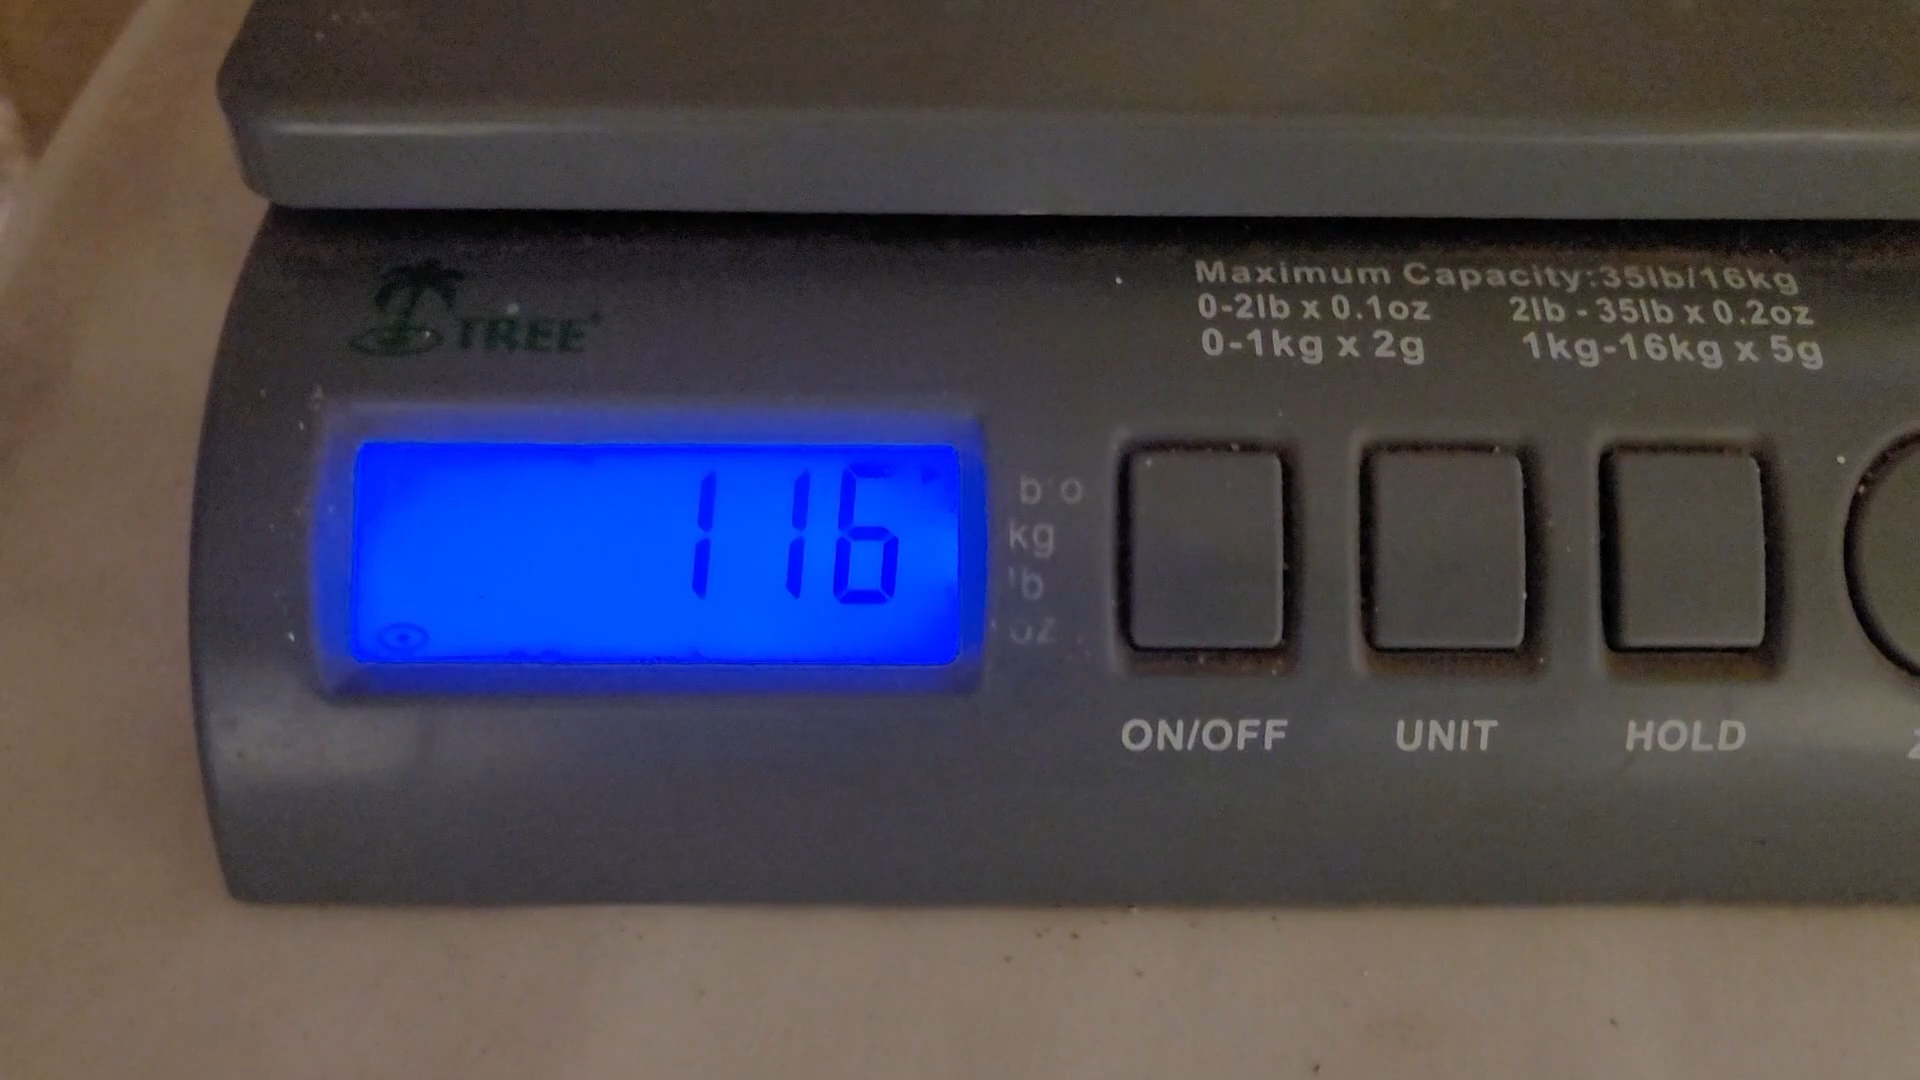 TREE
Maximum Capacity:35lb/16kg
0-2lb x 0.1oz 2lb - 35lb x 0.2oz
0-1kg x 2g 1kg-16kg x 5g
116
kg
lb
oz
ON/OFF UNIT HOLD